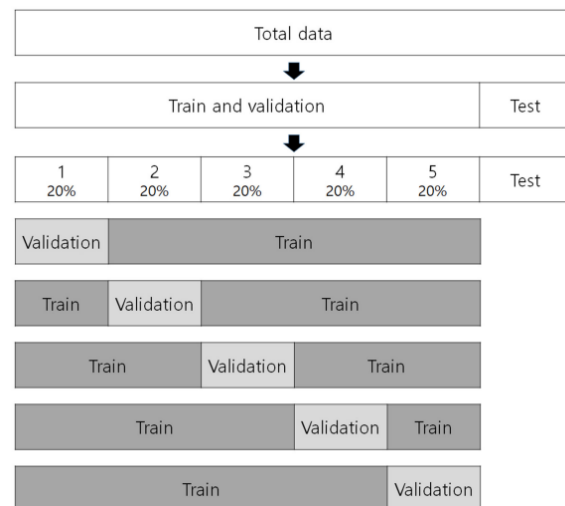 Total data
Train and validation Test
1 2 3 4 5 Test
20% 20% 20% 20% 20%
Validation Train
Train Validation Train
Train Validation Train
Train Validation Train
Train Validation